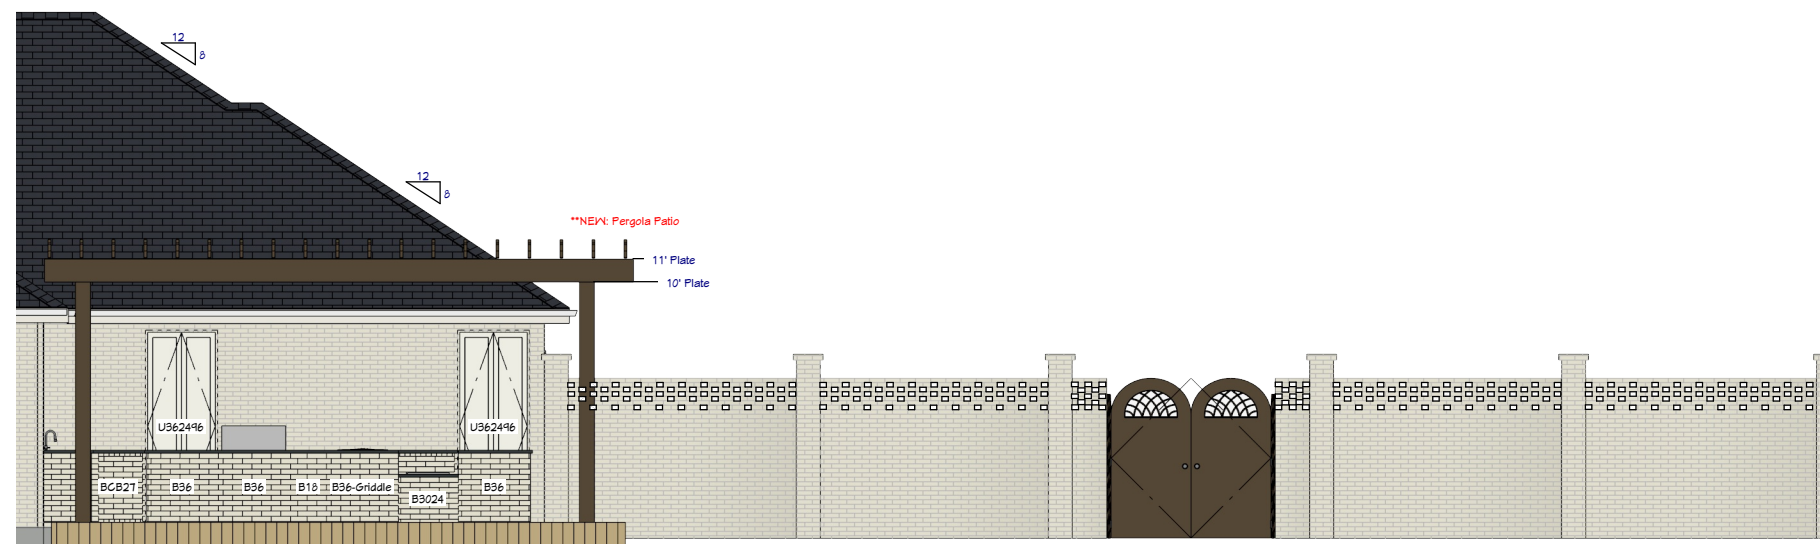 12
8
12
8
**NEW: Pergola Patio
11' Plate
10' Plate
U362496
U362496
BCB27
B36
B36
B18
B36-Griddle
B3024
B36